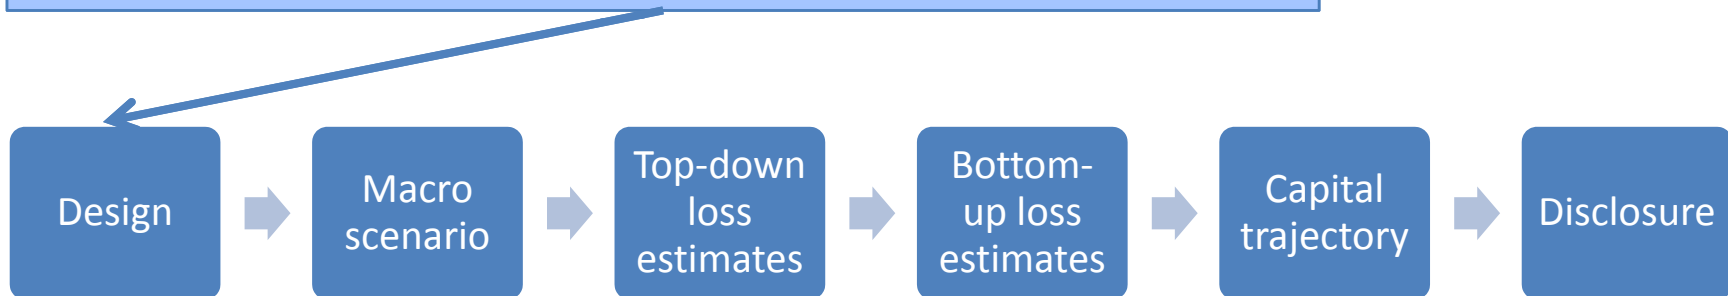 Design
Macro
scenario
Top-down
loss
estimates
Bottom-
up loss
estimates
Capital
trajectory
Disclosure